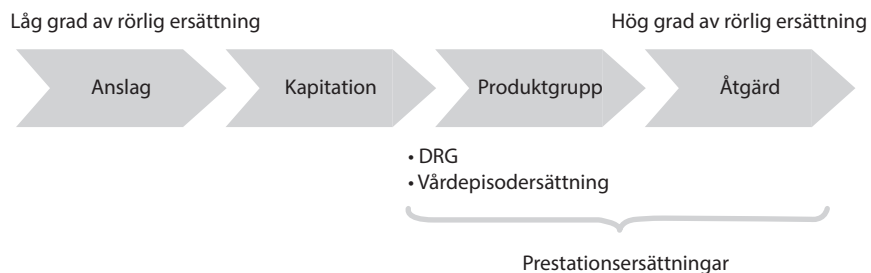 Låg grad av rörlig ersättning
Hög grad av rörlig ersättning
Anslag
Kapitation
Produktgrupp
Åtgärd
• DRG
• Vårdepisodersättning
Prestationsersättningar